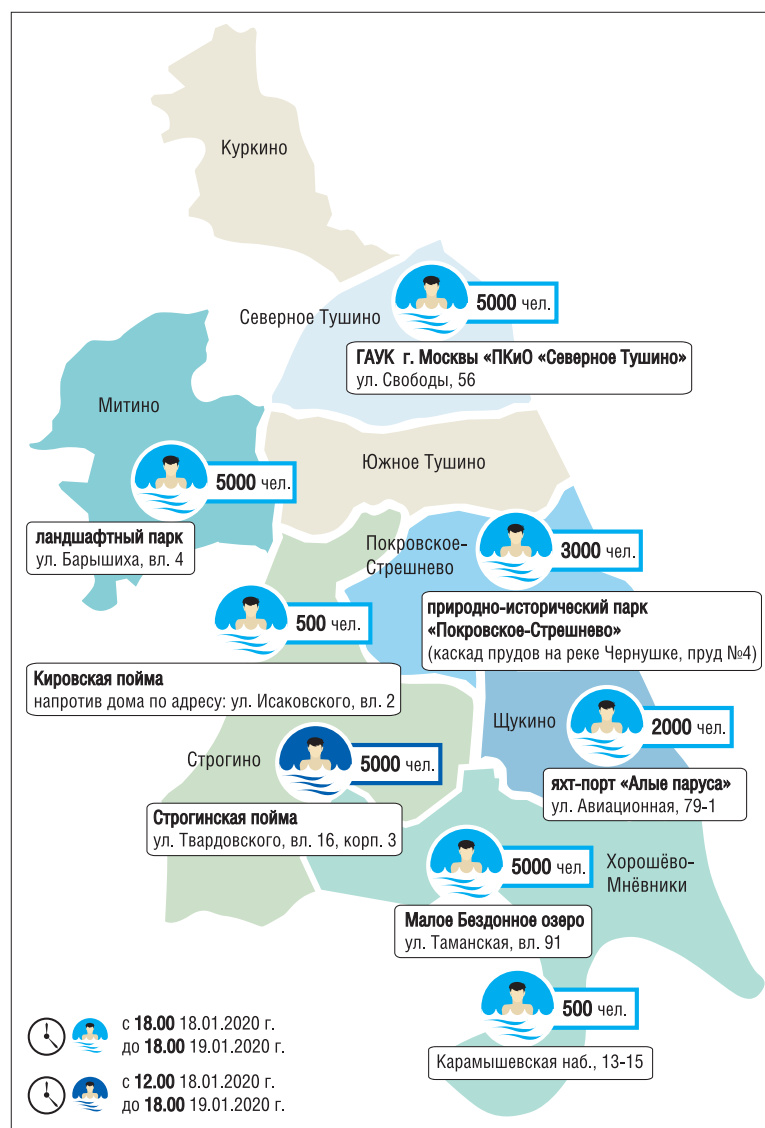 Куркино
Северное Тушино
5000 чел.
ГАУК г. Москвы «ПКиО «Северное Тушино»
ул. Свободы, 56
Митино
5000 чел.
ландшафтный парк
ул. Барышиха, вл. 4
Южное Тушино
Покровское-
Стрешнево
3000 чел.
природно-исторический парк
«Покровское-Стрешнево»
(каскад прудов на реке Чернушке, пруд №4)
500 чел.
Кировская пойма
напротив дома по адресу: ул. Исаковского, вл. 2
Щукино
2000 чел.
яхт-порт «Алые паруса»
ул. Авиационная, 79-1
Строгино
5000 чел.
Строгинская пойма
ул. Твардовского, вл. 16, корп. 3
Хорошёво-
Мнёвники
5000 чел.
Малое Бездонное озеро
ул. Таманская, вл. 91
500 чел.
Карамышевская наб., 13-15
с 18.00 18.01.2020 г.
до 18.00 19.01.2020 г.
с 12.00 18.01.2020 г.
до 18.00 19.01.2020 г.